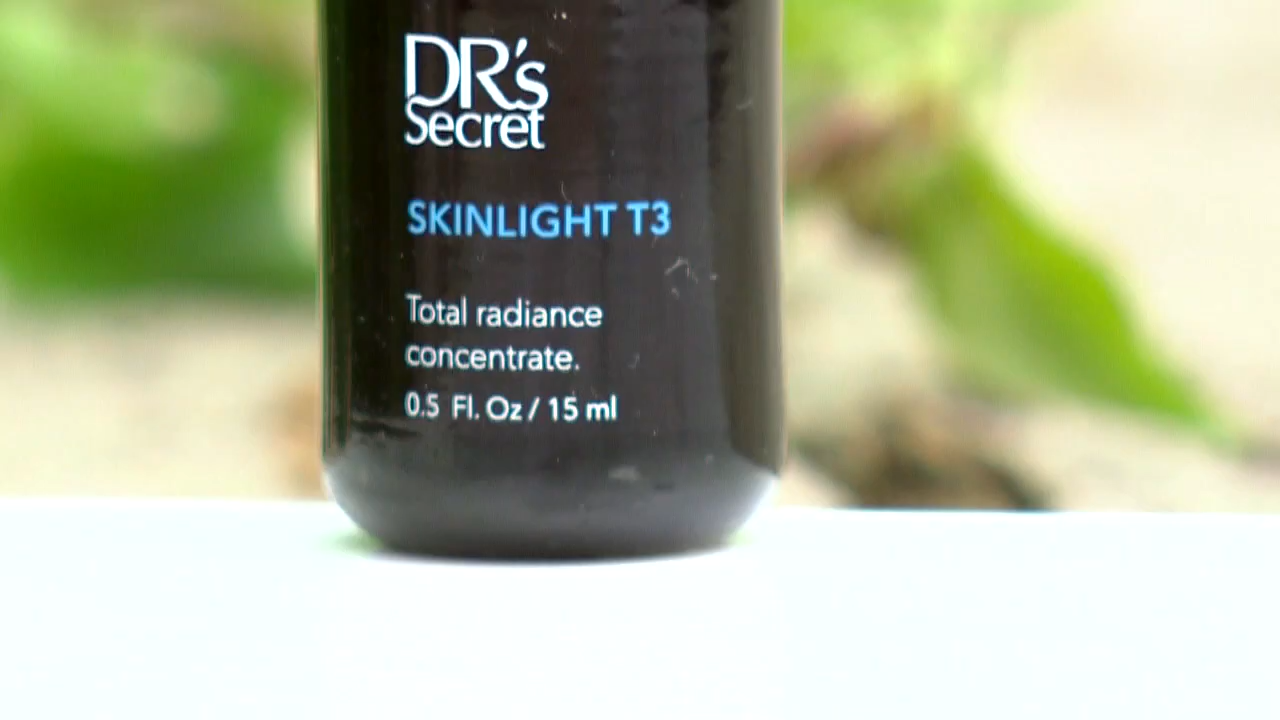 DR's
Secret
SKINLIGHT T3
Total radiance
concentrate.
0.5 Fl. Oz / 15 ml